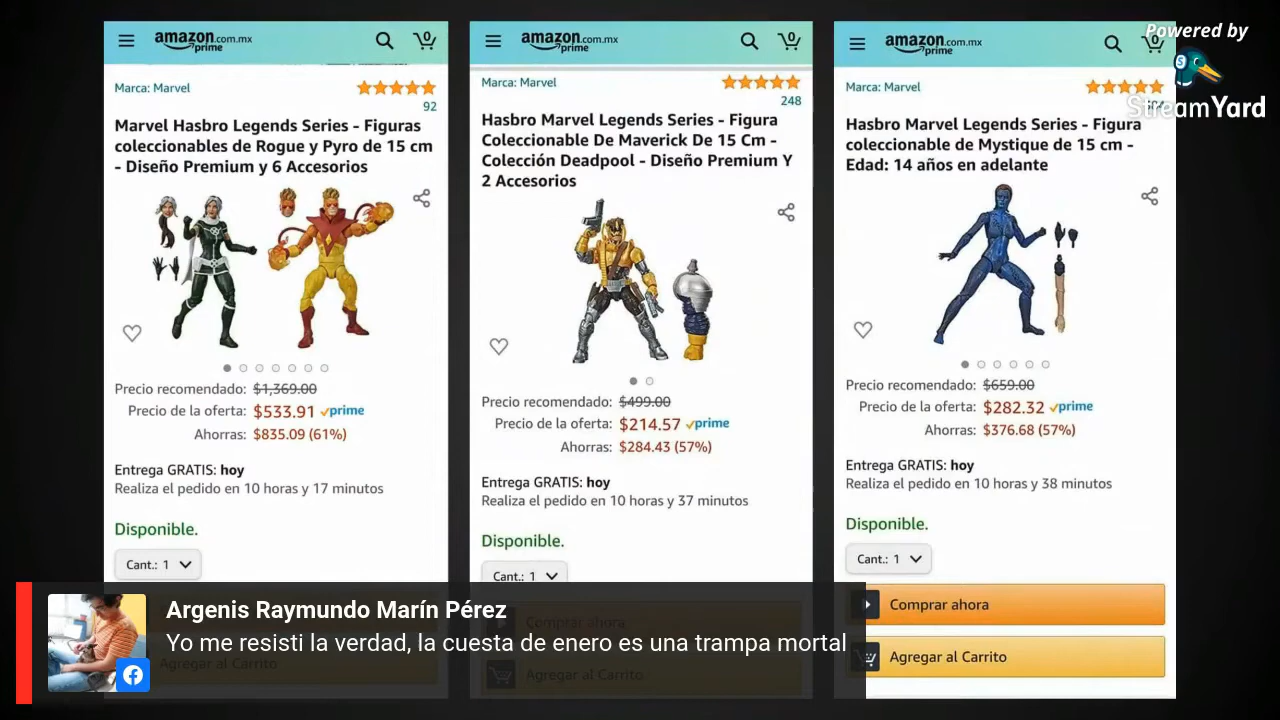 Powered by
StreamYard
amazon.com.mx
prime
0
Marca: Marvel
92
Marvel Hasbro Legends Series - Figuras
coleccionables de Rogue y Pyro de 15 cm
- Diseño Premium y 6 Accesorios
Precio recomendado: $1,369.00
Precio de la oferta: $533.91 prime
Ahorras: $835.09 (61%)
Entrega GRATIS: hoy
Realiza el pedido en 10 horas y 17 minutos
Disponible.
Cant.: 1
Agregar al Carrito
amazon.com.mx
prime
0
Marca: Marvel
248
Hasbro Marvel Legends Series - Figura
Coleccionable De Maverick De 15 Cm -
Colección Deadpool - Diseño Premium Y
2 Accesorios
Precio recomendado: $499.00
Precio de la oferta: $214.57 prime
Ahorras: $284.43 (57%)
Entrega GRATIS: hoy
Realiza el pedido en 10 horas y 37 minutos
Disponible.
Cant.: 1
Comprar ahora
Agregar al Carrito
amazon.com.mx
prime
0
Marca: Marvel
Hasbro Marvel Legends Series - Figura
coleccionable de Mystique de 15 cm -
Edad: 14 años en adelante
Precio recomendado: $659.00
Precio de la oferta: $282.32 prime
Ahorras: $376.68 (57%)
Entrega GRATIS: hoy
Realiza el pedido en 10 horas y 38 minutos
Disponible.
Cant.: 1
Comprar ahora
Agregar al Carrito
Argenis Raymundo Marín Pérez
Yo me resisti la verdad, la cuesta de enero es una trampa mortal